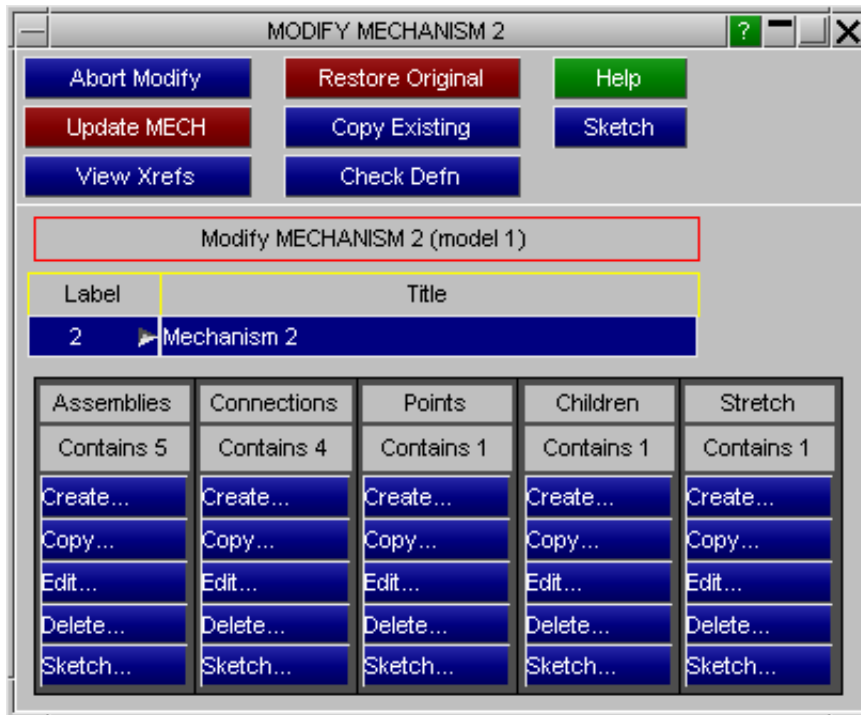 MODIFY MECHANISM 2 ?
Abort Modify Restore Original Help
Update MECH Copy Existing Sketch
View Xrefs Check Defn
Modify MECHANISM 2 (model 1)
Label Title
2 Mechanism 2
Assemblies Connections Points Children Stretch
Contains 5 Contains 4 Contains 1 Contains 1 Contains 1
Create... Create... Create... Create... Create...
Copy... Copy... Copy... Copy... Copy...
Edit... Edit... Edit... Edit... Edit...
Delete... Delete... Delete... Delete... Delete...
Sketch... Sketch... Sketch... Sketch... Sketch...